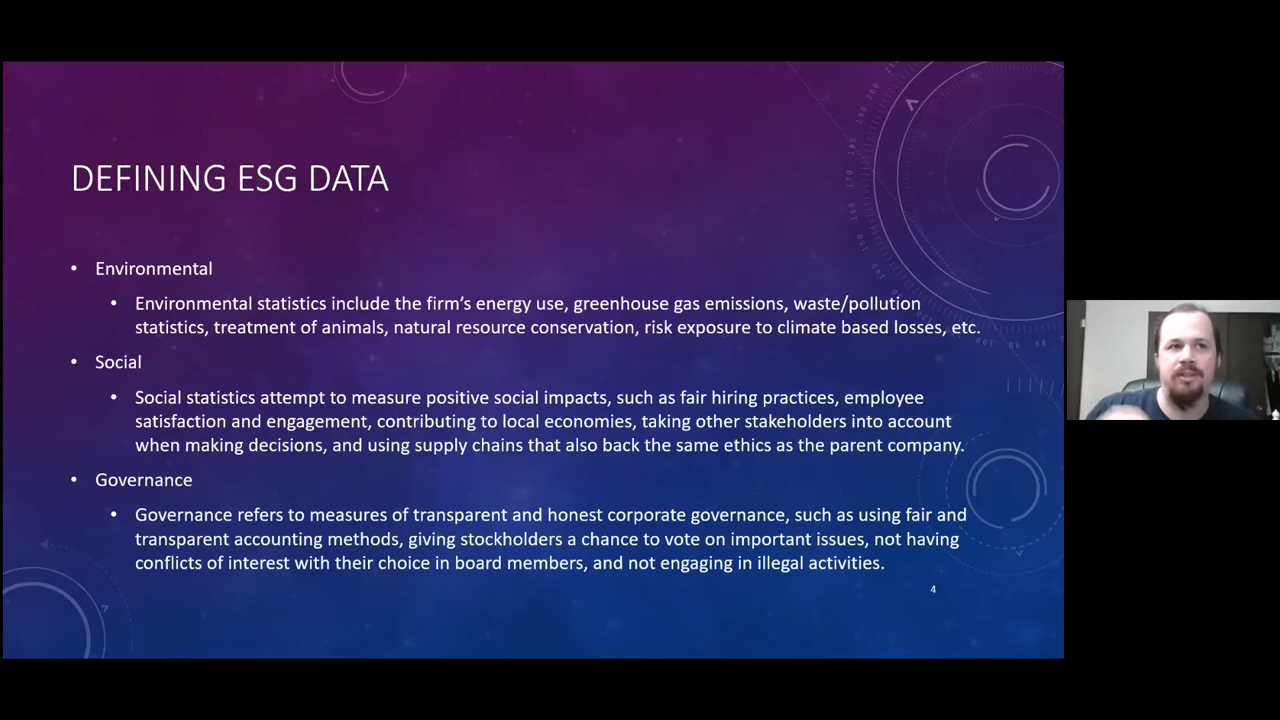 DEFINING ESG DATA
• Environmental
• Environmental statistics include the firm's energy use, greenhouse gas emissions, waste/pollution
statistics, treatment of animals, natural resource conservation, risk exposure to climate based losses, etc.
• Social
• Social statistics attempt to measure positive social impacts, such as fair hiring practices, employee
satisfaction and engagement, contributing to local economies, taking other stakeholders into account
when making decisions, and using supply chains that also back the same ethics as the parent company.
• Governance
• Governance refers to measures of transparent and honest corporate governance, such as using fair and
transparent accounting methods, giving stockholders a chance to vote on important issues, not having
conflicts of interest with their choice in board members, and not engaging in illegal activities.
4